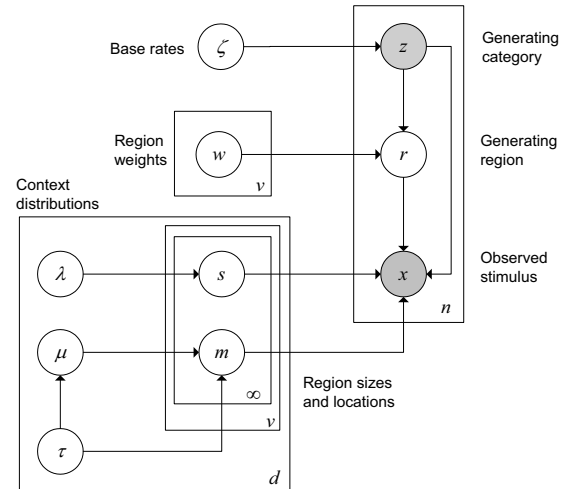 Base rates
ζ
z
Generating
category
Region
weights
w
v
r
Generating
region
Context
distributions
λ
s
x
Observed
stimulus
n
μ
m
∞
Region sizes
and locations
v
τ
d